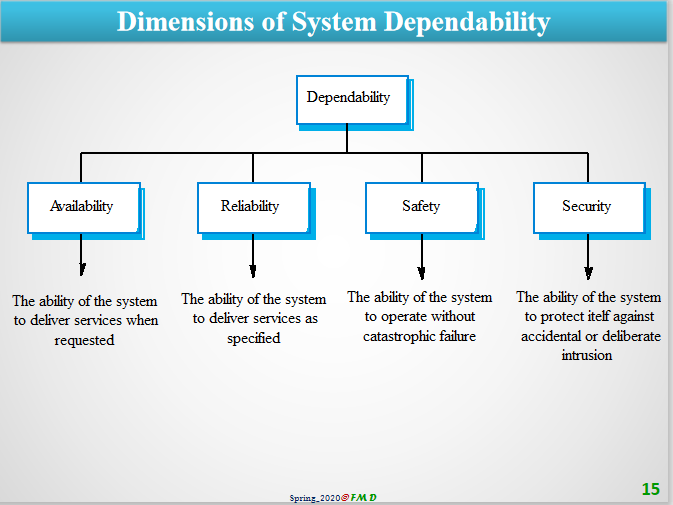 Dimensions of System Dependability
Dependability
Availability
Reliability
Safety
Security
The ability of the system
to deliver services when
requested
The ability of the system
to deliver services as
specified
The ability of the system
to operate without
catastrophic failure
The ability of the system
to protect itelf against
accidental or deliberate
intrusion
Spring_2020@FMD
15